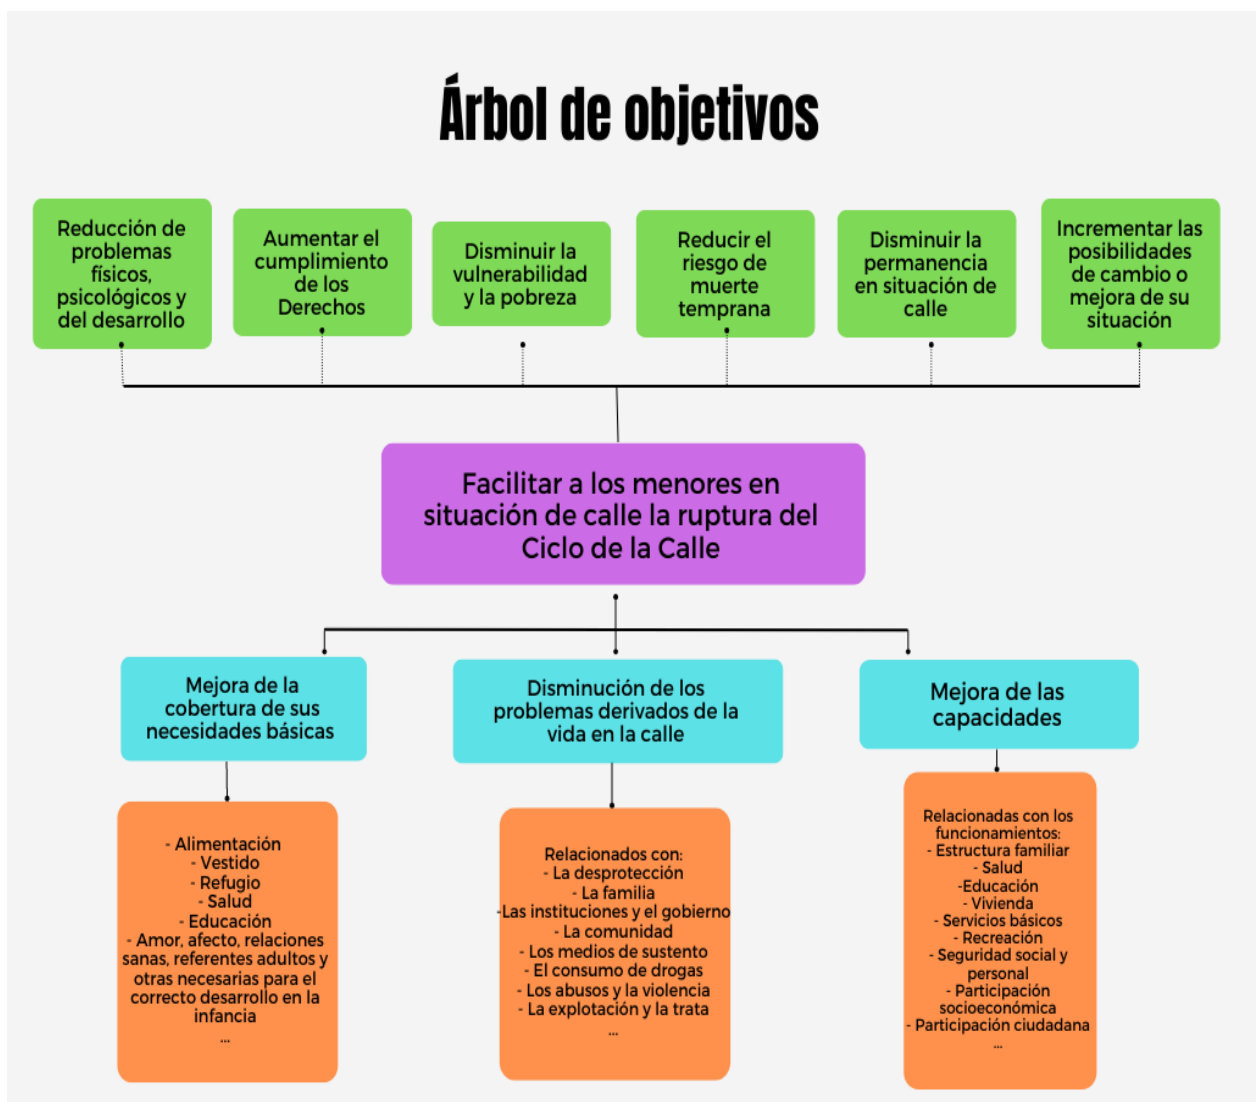 Árbol de objetivos
Reducción de
problemas
físicos,
psicológicos y
del desarrollo
Aumentar el
cumplimiento
de los
Derechos
Disminuir la
vulnerabilidad
y la pobreza
Reducir el
riesgo de
muerte
temprana
Disminuir la
permanencia
en situación de
calle
Incrementar las
posibilidades
de cambio o
mejora de su
situación
Facilitar a los menores en
situación de calle la ruptura del
Ciclo de la Calle
Mejora de la
cobertura de sus
necesidades básicas
Disminución de los
problemas derivados de la
vida en la calle
Mejora de las
capacidades
- Alimentación
- Vestido
- Refugio
- Salud
- Educación
- Amor, afecto, relaciones
sanas, referentes adultos y
otras necesarias para el
correcto desarrollo en la
infancia
...
Relacionados con:
- La desprotección
- La familia
-Las instituciones y el gobierno
- La comunidad
- Los medios de sustento
- El consumo de drogas
- Los abusos y la violencia
- La explotación y la trata
...
Relacionadas con los
funcionamientos:
- Estructura familiar
- Salud
-Educación
- Vivienda
- Servicios básicos
- Recreación
- Seguridad social y
personal
- Participación
socioeconómica
- Participación ciudadana
...